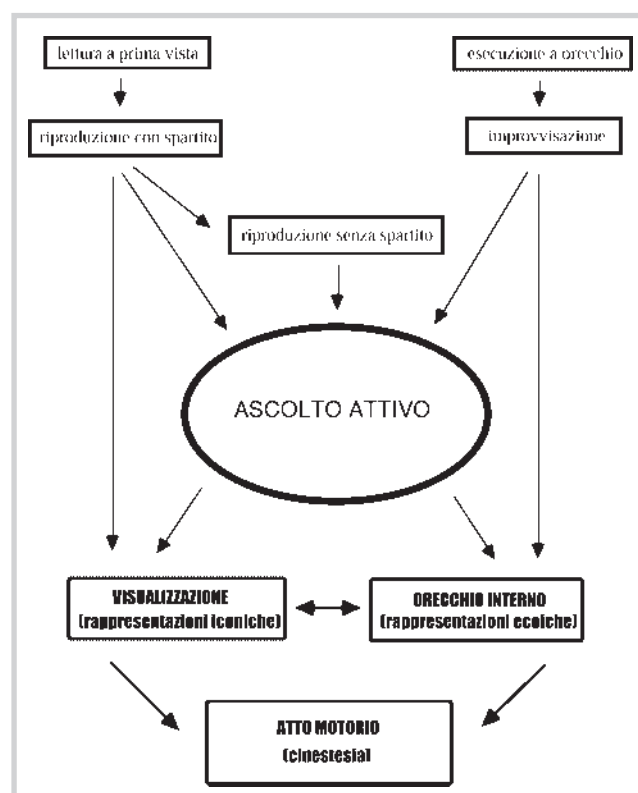 lettura a prima vista
esecuzione a orecchio
riproduzione con spartito
improvvisazione
riproduzione senza spartito
ASCOLTO ATTIVO
VISUALIZZAZIONE
(rappresentazioni iconiche)
ORECCHIO INTERNO
(rappresentazioni ecoiche)
ATTO MOTORIO
(cinestesia)